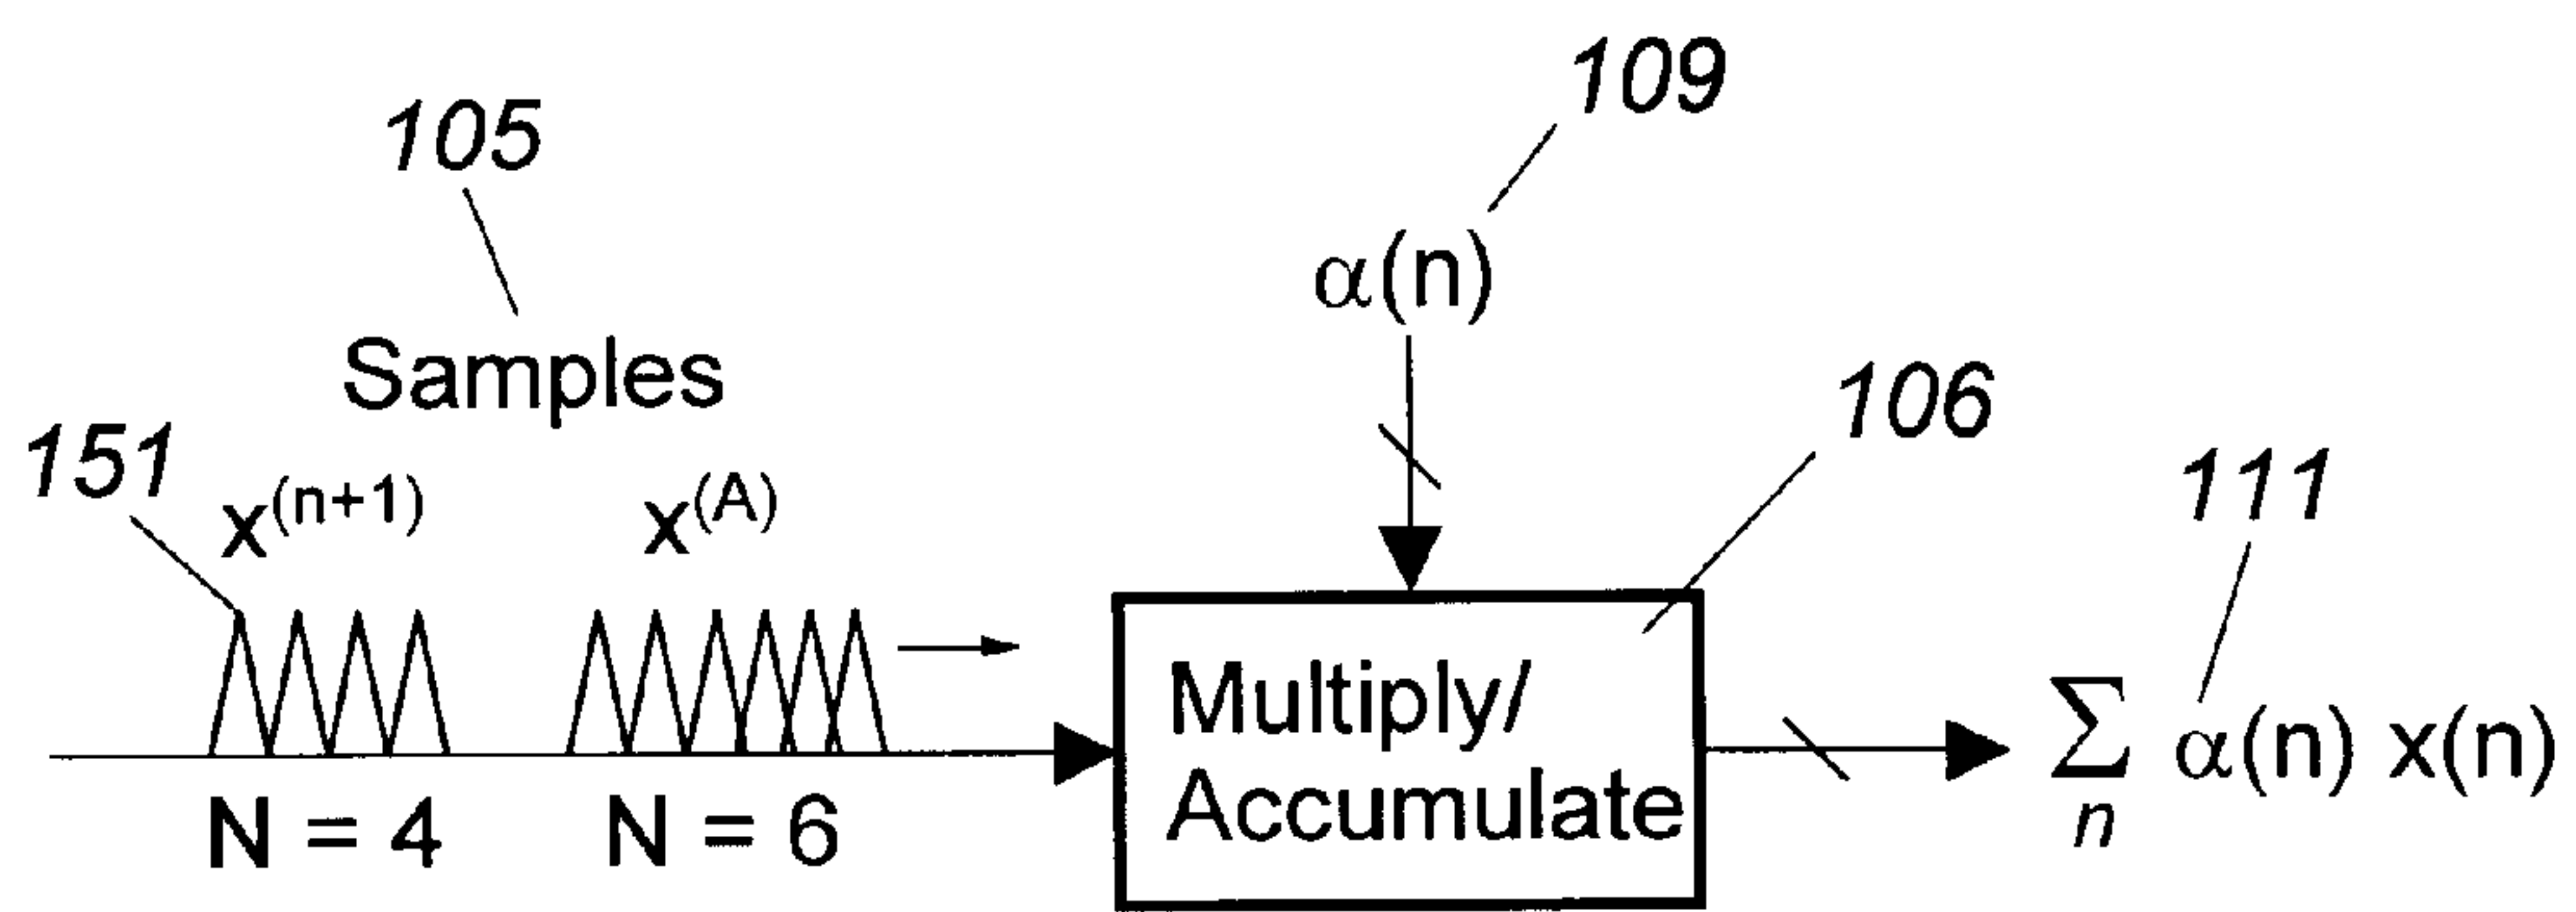 109
105
α(n)
Samples
106
151
111
x(n+1)
x(A)
Multiply/
Accumulate
∑ α(n) x(n)
n
N = 4
N = 6